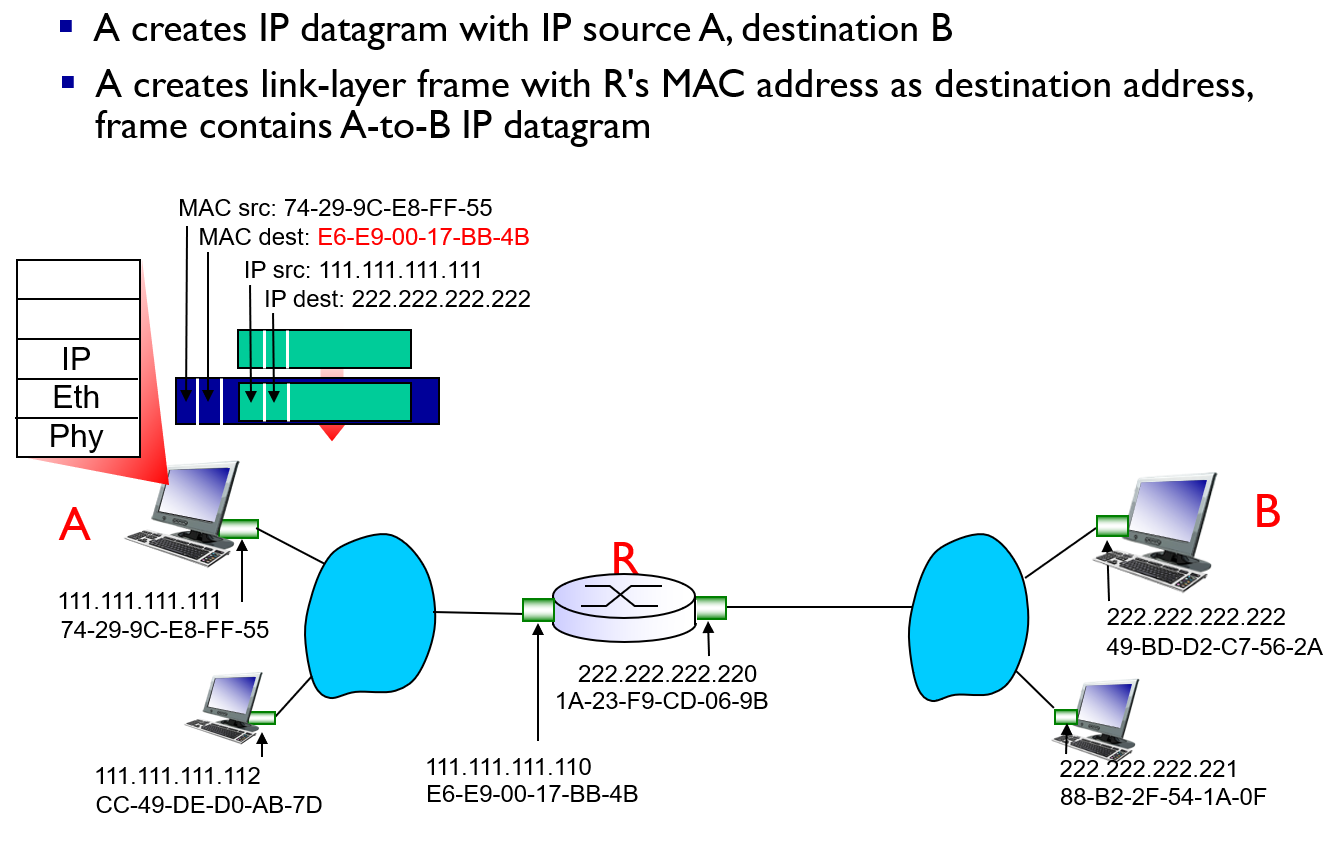 A creates IP datagram with IP source A, destination B
A creates link-layer frame with R's MAC address as destination address,
frame contains A-to-B IP datagram
MAC src: 74-29-9C-E8-FF-55
MAC dest: E6-E9-00-17-BB-4B
IP src: 111.111.111.111
IP dest: 222.222.222.222
IP
Eth
Phy
A
B
R
111.111.111.111
74-29-9C-E8-FF-55
222.222.222.222
49-BD-D2-C7-56-2A
222.222.222.220
1A-23-F9-CD-06-9B
111.111.111.112
CC-49-DE-D0-AB-7D
111.111.111.110
E6-E9-00-17-BB-4B
222.222.222.221
88-B2-2F-54-1A-0F